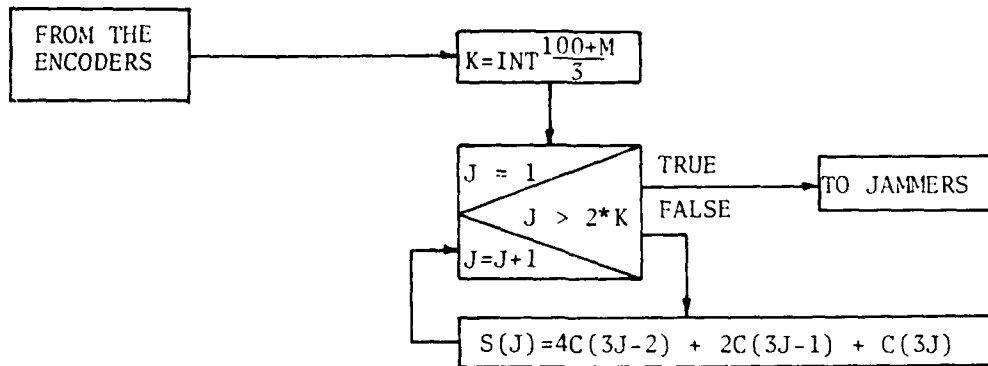 FROM THE
ENCODERS
K=INT 100+M
3
J = 1
TRUE
TO JAMMERS
J > 2*K
FALSE
J=J+1
S(J)=4C(3J-2) + 2C(3J-1) + C(3J)